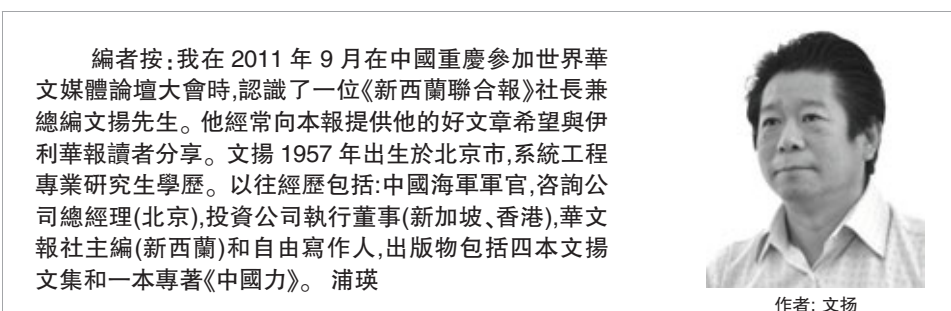 編者按:我在 2011 年 9 月在中國重慶參加世界華
文媒體論壇大會時,認識了一位《新西蘭聯合報》社長兼
總編文揚先生。他經常向本報提供他的好文章希望與伊
利華報讀者分享。文揚 1957 年出生於北京市,系統工程
專業研究生學歷。以往經歷包括:中國海軍軍官,咨詢公
司總經理(北京),投資公司執行董事(新加坡、香港),華文
報社主編(新西蘭)和自由寫作人,出版物包括四本文揚
文集和一本專著《中國力》。 浦瑛
作者: 文扬